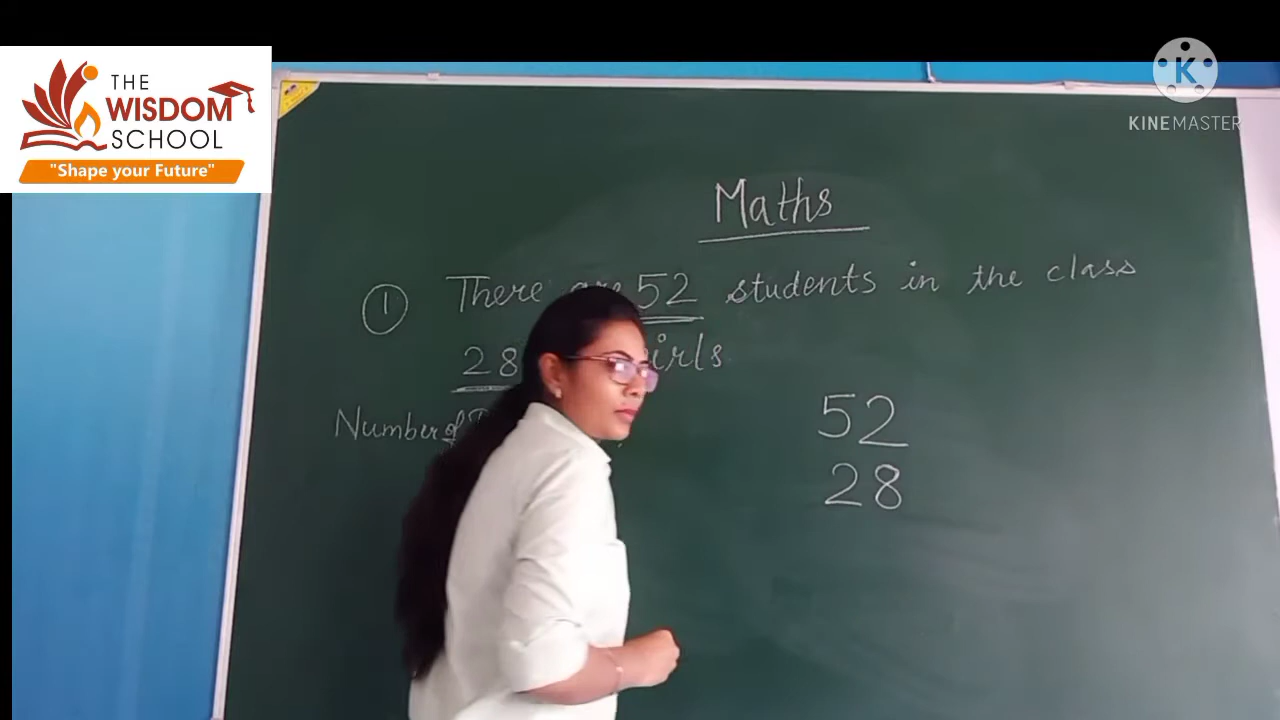 THE
WISDOM
SCHOOL
"Shape your Future"
K
KINEMASTER
Maths
1 There are 52 students in the class
28 girls
Number of
52
28